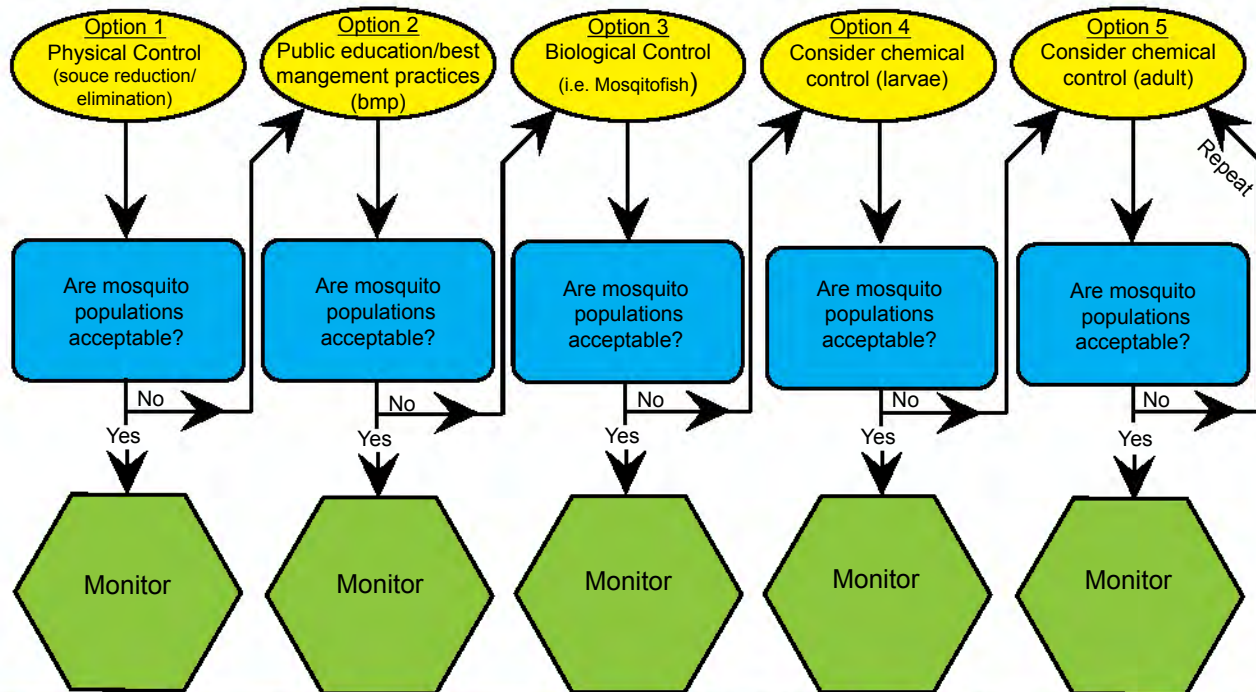 Option 1
Physical Control
(souce reduction/
elimination)
Option 2
Public education/best
mangement practices
(bmp)
Option 3
Biological Control
(i.e. Mosqitofish)
Option 4
Consider chemical
control (larvae)
Option 5
Consider chemical
control (adult)
Repeat
Are mosquito
populations
acceptable?
Are mosquito
populations
acceptable?
Are mosquito
populations
acceptable?
Are mosquito
populations
acceptable?
Are mosquito
populations
acceptable?
No
No
No
No
No
Yes
Yes
Yes
Yes
Yes
Monitor
Monitor
Monitor
Monitor
Monitor